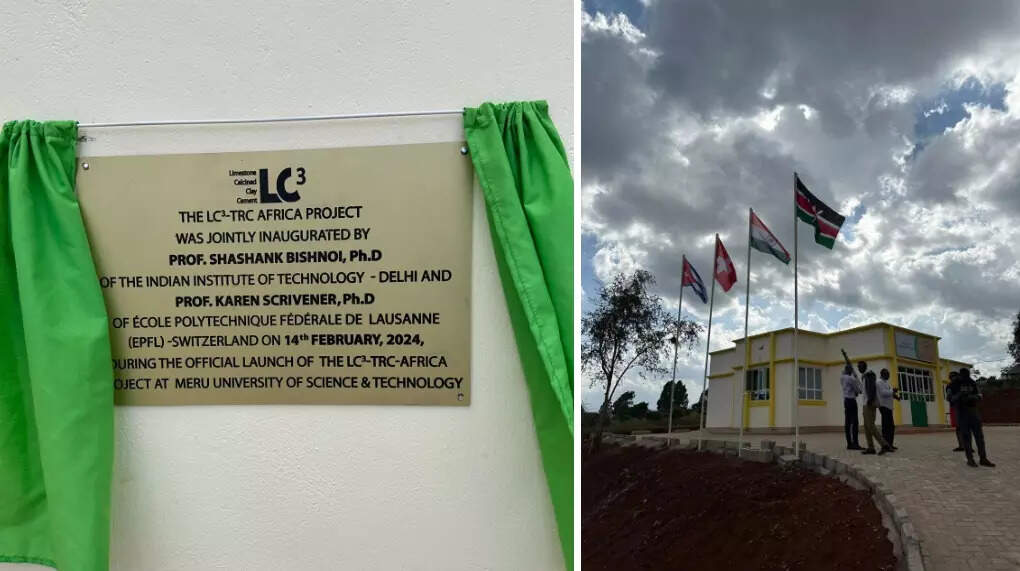 Limestone
Calcined
Clay
Cement
LC³
THE LC³-TRC AFRICA PROJECT
WAS JOINTLY INAUGURATED BY
PROF. SHASHANK BISHNOI, Ph.D
OF THE INDIAN INSTITUTE OF TECHNOLOGY - DELHI AND
PROF. KAREN SCRIVENER, Ph.D
OF ÉCOLE POLYTECHNIQUE FÉDÉRALE DE LAUSANNE
(EPFL) -SWITZERLAND ON 14th FEBRUARY, 2024,
DURING THE OFFICIAL LAUNCH OF THE LC³-TRC-AFRICA
OJECT AT MERU UNIVERSITY OF SCIENCE & TECHNOLOGY